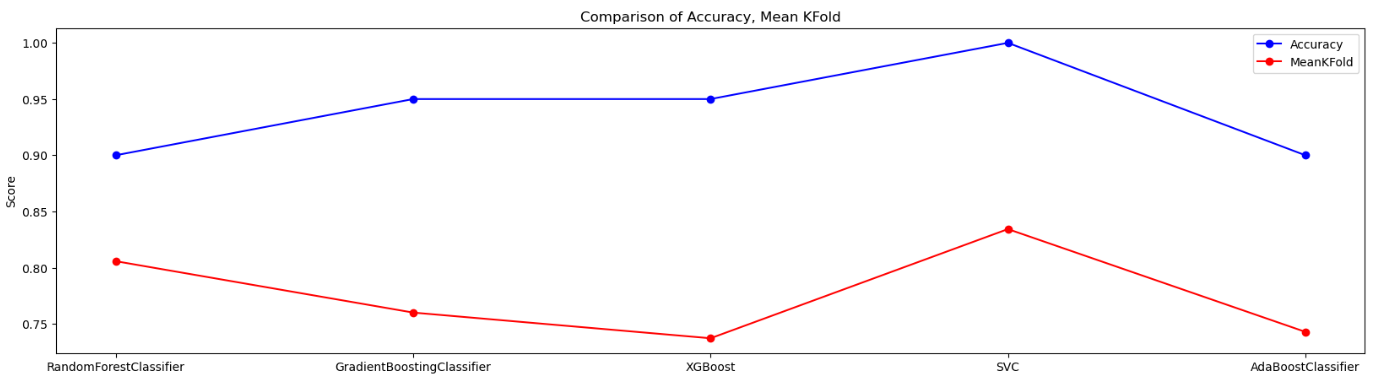 Comparison of Accuracy, Mean KFold
Accuracy
MeanKFold
Score
1.00
0.95
0.90
0.85
0.80
0.75
RandomForestClassifier
GradientBoostingClassifier
XGBoost
SVC
AdaBoostClassifier